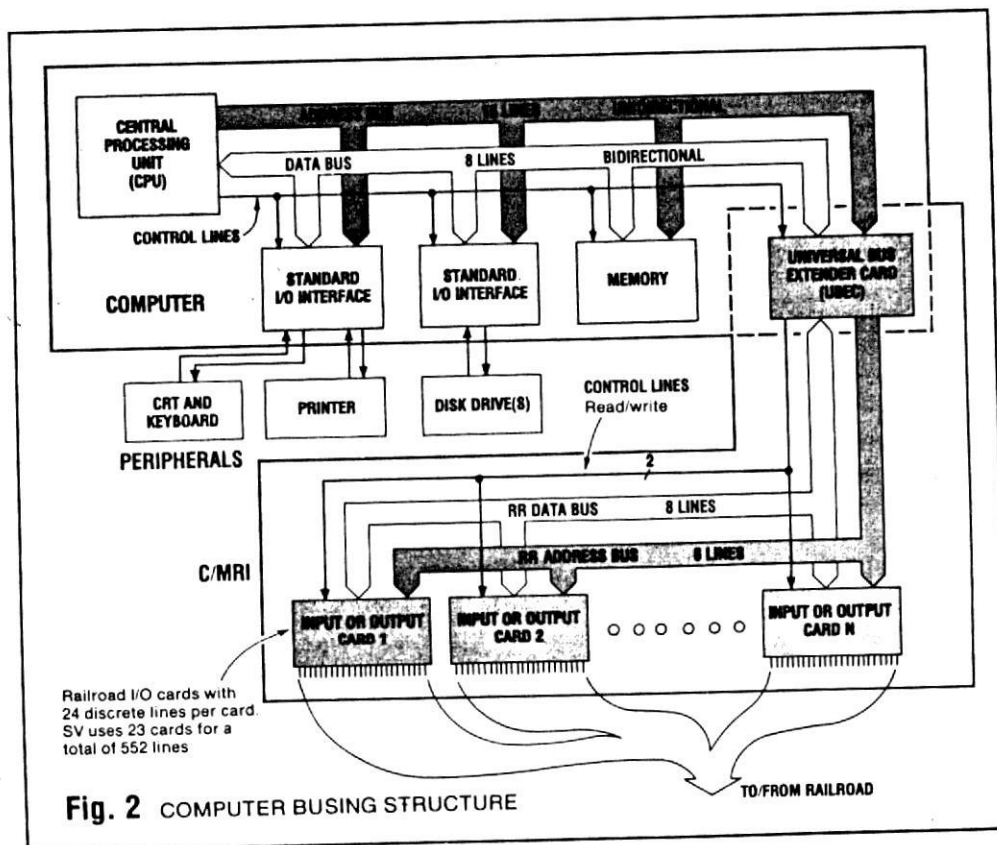 CENTRAL
PROCESSING
UNIT
(CPU)
ADDRESS BUS LINES
DATA BUS 8 LINES BIDIRECTIONAL
CONTROL LINES
COMPUTER
STANDARD
I/O INTERFACE
STANDARD
I/O INTERFACE
MEMORY
UNIVERSAL BUS
EXTENDER CARD
(UBEC)
CRT AND
KEYBOARD
PRINTER
DISK DRIVE(S)
PERIPHERALS
CONTROL LINES
Read/write
2
RR DATA BUS 8 LINES
RR ADDRESS BUS LINES
C/MRI
INPUT OR OUTPUT
CARD 1
INPUT OR OUTPUT
CARD 2
INPUT OR OUTPUT
CARD N
Railroad I/O cards with
24 discrete lines per card.
SV uses 23 cards for a
total of 552 lines
TO/FROM RAILROAD
Fig. 2 COMPUTER BUSING STRUCTURE